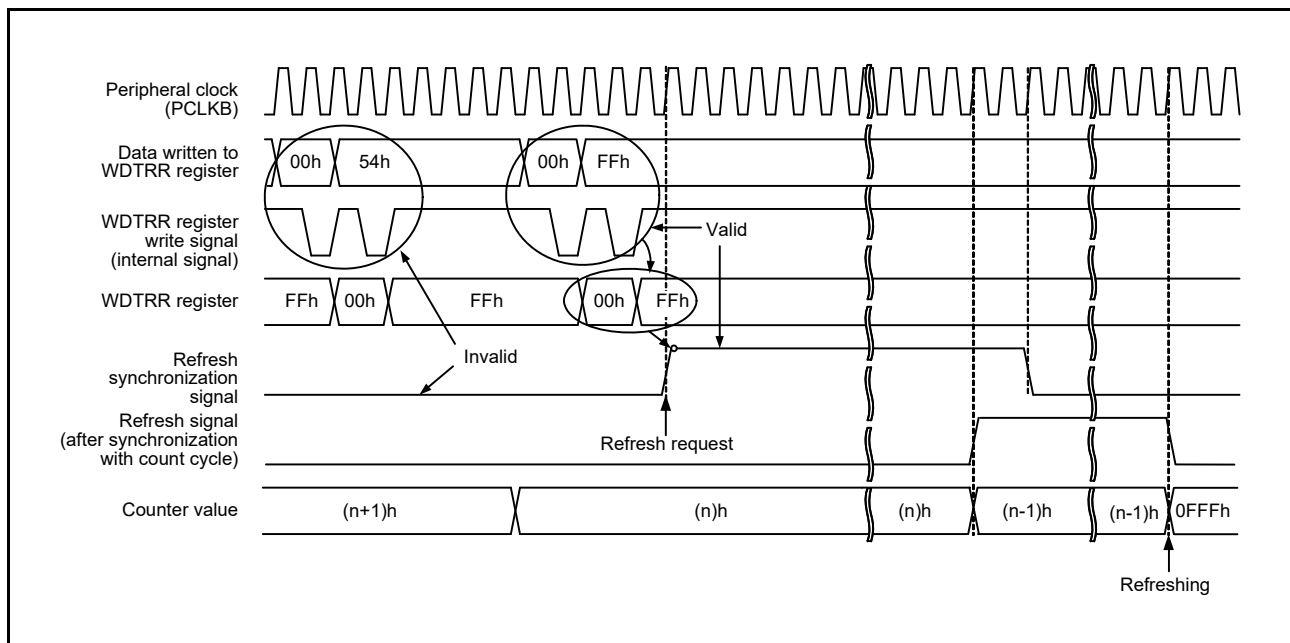 Peripheral clock
(PCLKB)
Data written to
WDTRR register
00h
54h
00h
FFh
WDTRR register
write signal
(internal signal)
Valid
WDTRR register
FFh
00h
FFh
00h
FFh
Invalid
Refresh
synchronization
signal
Refresh request
Refresh signal
(after synchronization
with count cycle)
Counter value
(n+1)h
(n)h
(n)h
(n-1)h
(n-1)h
0FFFh
Refreshing